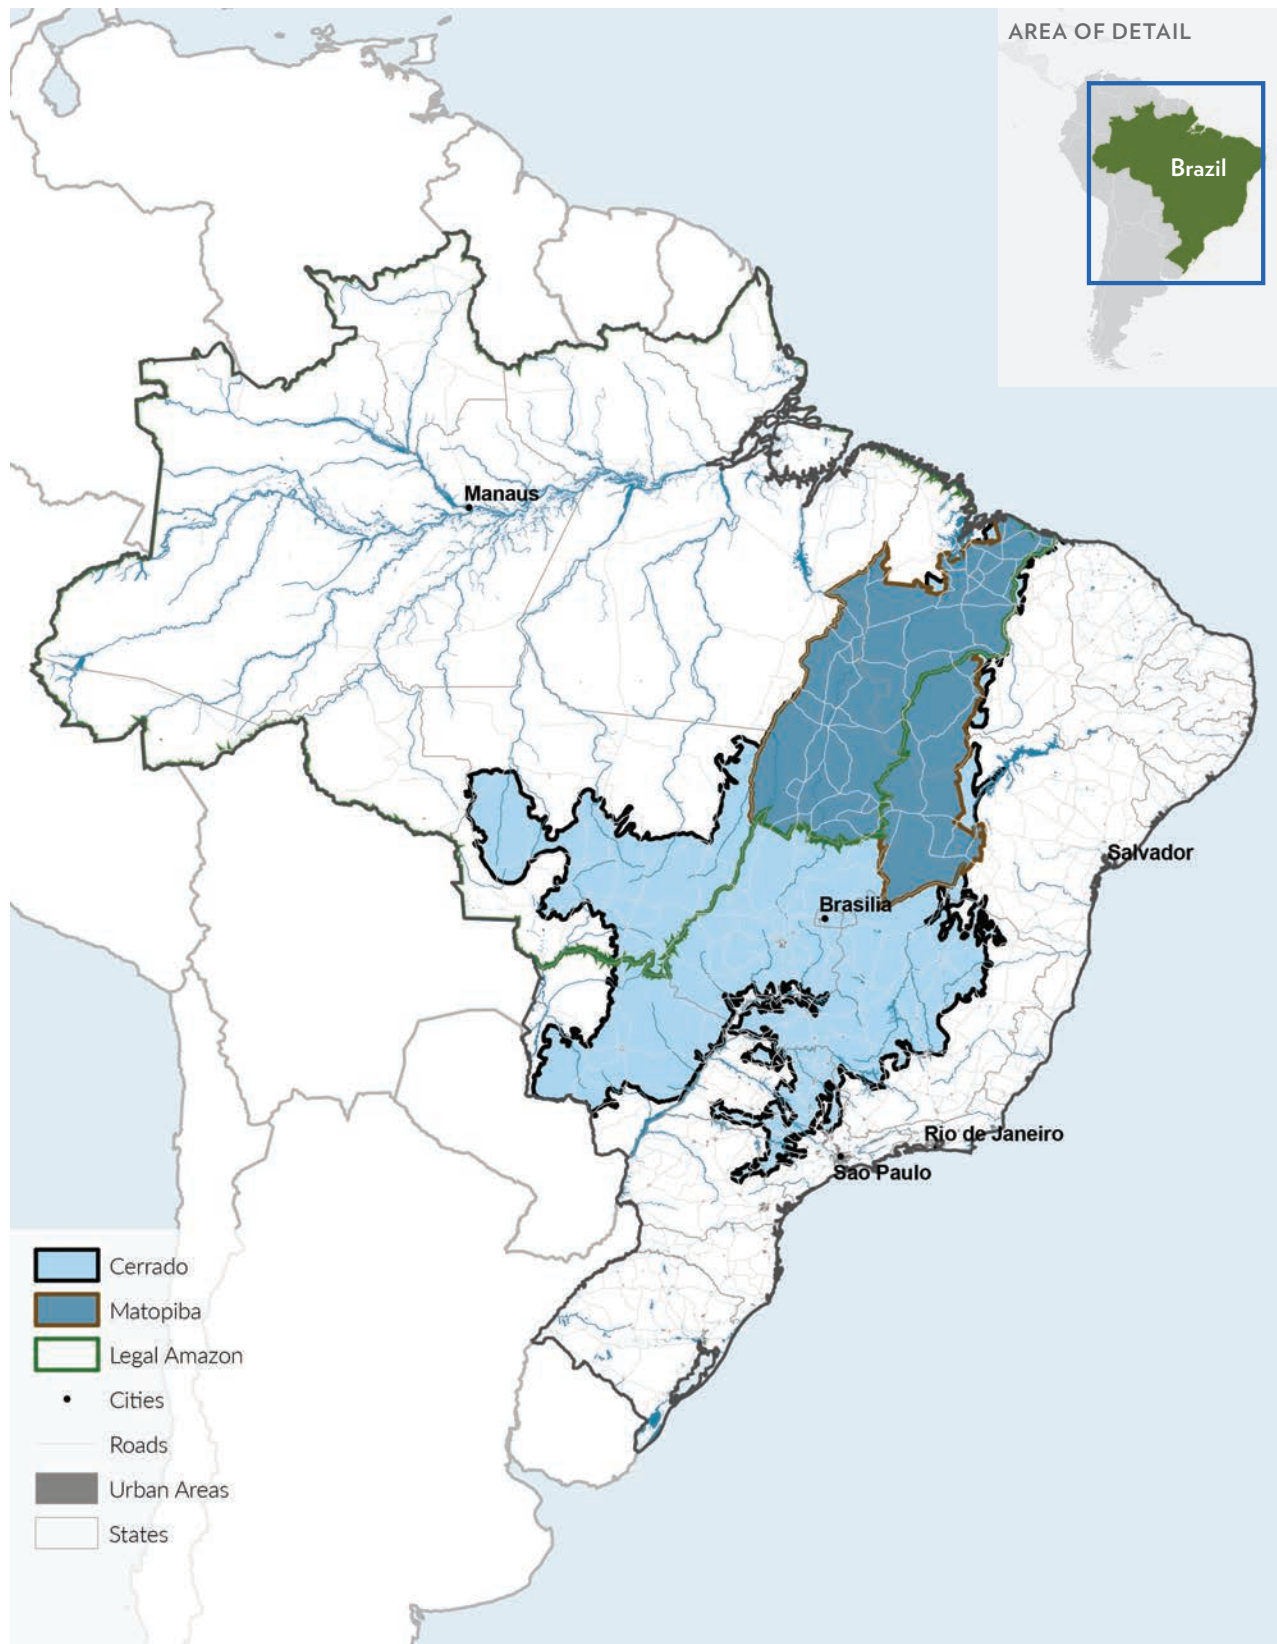 AREA OF DETAIL
Brazil
Manaus
Salvador
Brasilia
Rio de Janeiro
Sao Paulo
Cerrado
Matopiba
Legal Amazon
Cities
Roads
Urban Areas
States